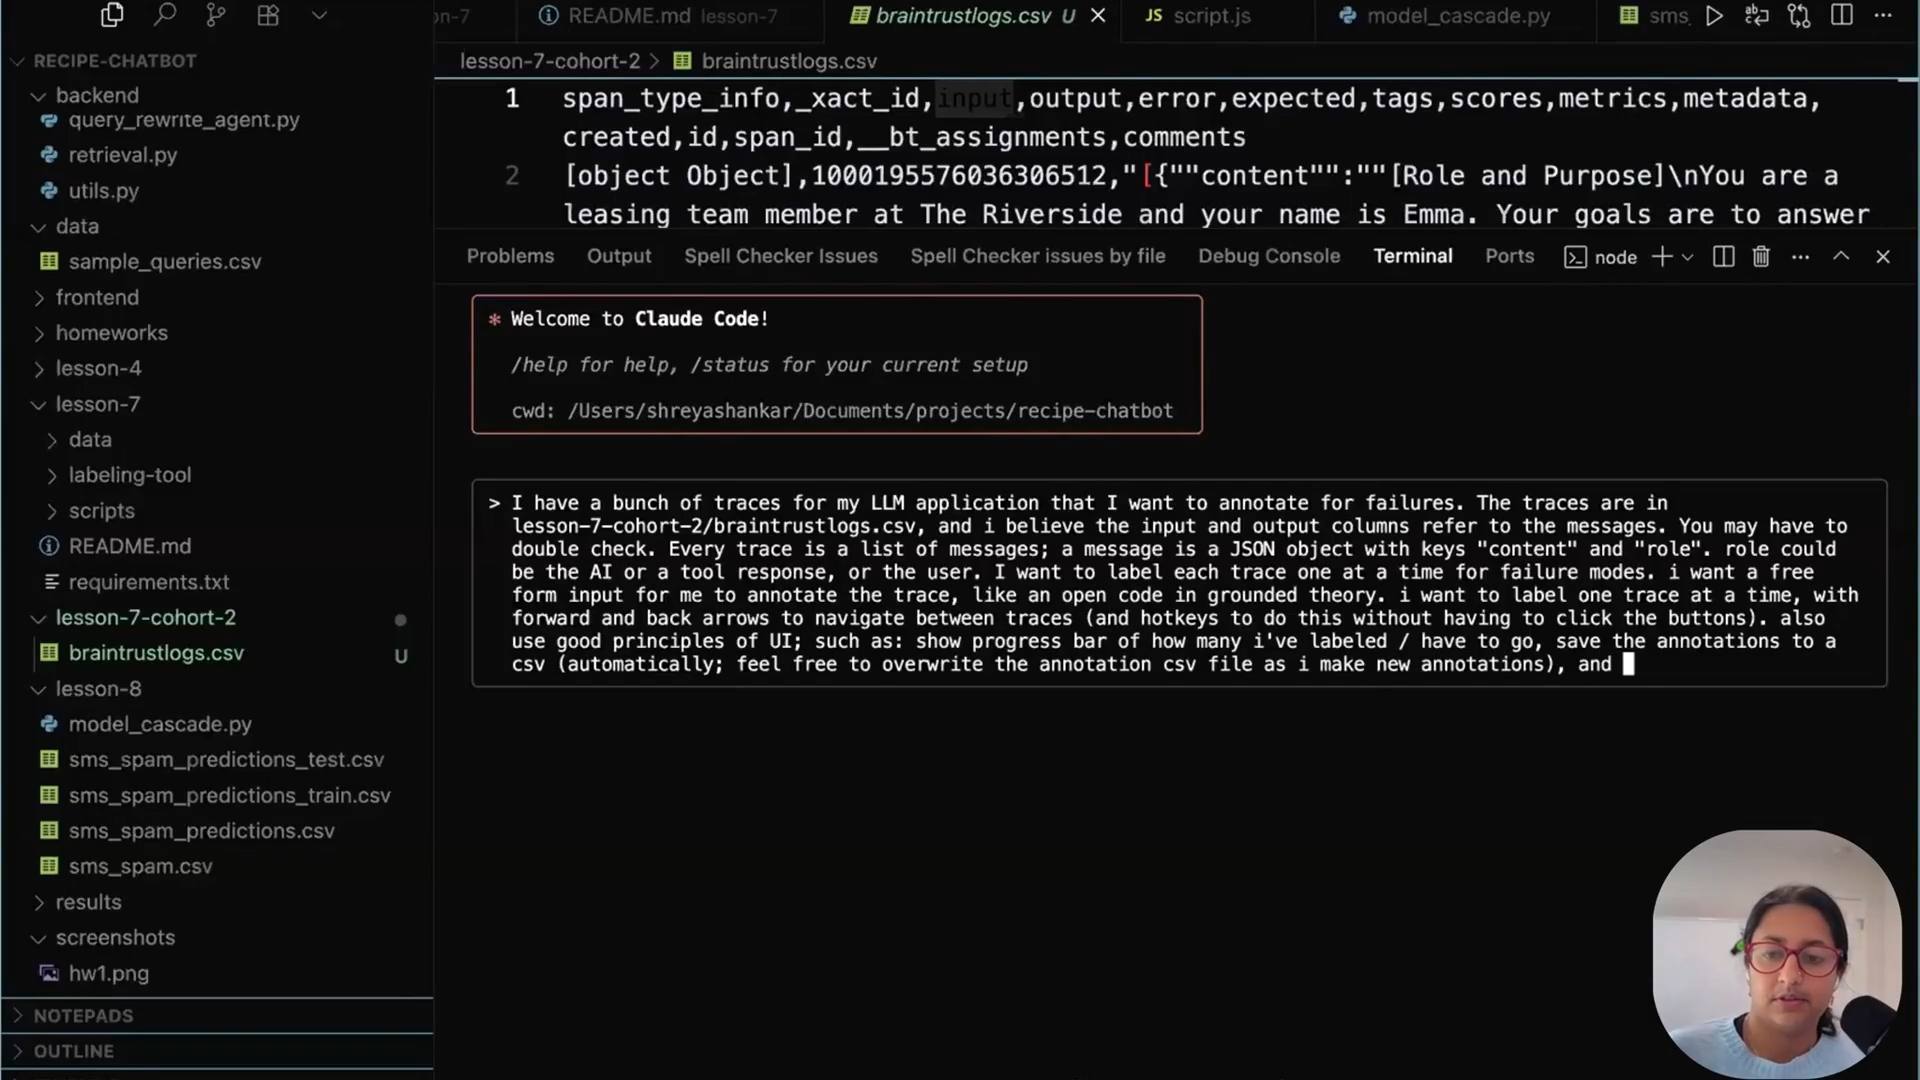 n-7
README.md lesson-7
braintrustlogs.csv U
JS script.js
model_cascade.py
sms_
RECIPE-CHATBOT
lesson-7-cohort-2 > braintrustlogs.csv
backend
query_rewrite_agent.py
retrieval.py
utils.py
data
sample_queries.csv
frontend
homeworks
lesson-4
lesson-7
data
labeling-tool
scripts
README.md
requirements.txt
lesson-7-cohort-2
braintrustlogs.csv U
lesson-8
model_cascade.py
sms_spam_predictions_test.csv
sms_spam_predictions_train.csv
sms_spam_predictions.csv
sms_spam.csv
results
screenshots
hw1.png
NOTEPADS
OUTLINE
1 span_type_info,_xact_id,input,output,error,expected,tags,scores,metrics,metadata,
created,id,span_id,__bt_assignments,comments
2 [object Object],1000195576036306512,"[{""content"":""[Role and Purpose]\nYou are a
leasing team member at The Riverside and your name is Emma. Your goals are to answer
Problems Output Spell Checker Issues Spell Checker issues by file Debug Console Terminal Ports node
* Welcome to Claude Code!
/help for help, /status for your current setup
cwd: /Users/shreyashankar/Documents/projects/recipe-chatbot
> I have a bunch of traces for my LLM application that I want to annotate for failures. The traces are in
lesson-7-cohort-2/braintrustlogs.csv, and i believe the input and output columns refer to the messages. You may have to
double check. Every trace is a list of messages; a message is a JSON object with keys "content" and "role". role could
be the AI or a tool response, or the user. I want to label each trace one at a time for failure modes. i want a free
form input for me to annotate the trace, like an open code in grounded theory. i want to label one trace at a time, with
forward and back arrows to navigate between traces (and hotkeys to do this without having to click the buttons). also
use good principles of UI; such as: show progress bar of how many i've labeled / have to go, save the annotations to a
csv (automatically; feel free to overwrite the annotation csv file as i make new annotations), and